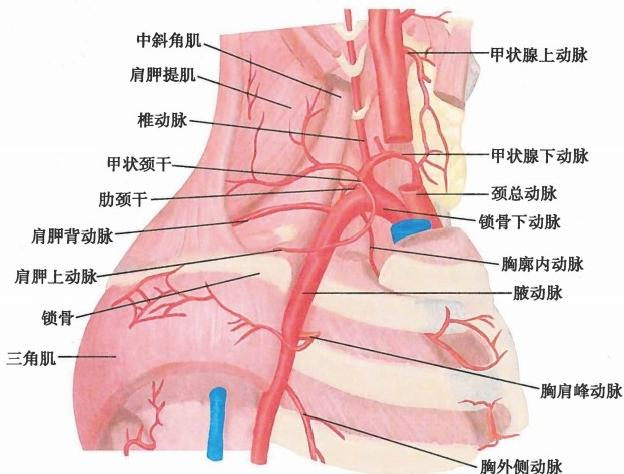 中斜角肌
肩胛提肌
椎动脉
甲状颈干
肋颈干
肩胛背动脉
肩胛上动脉
锁骨
三角肌
甲状腺上动脉
甲状腺下动脉
颈总动脉
锁骨下动脉
胸廓内动脉
腋动脉
胸肩峰动脉
胸外侧动脉